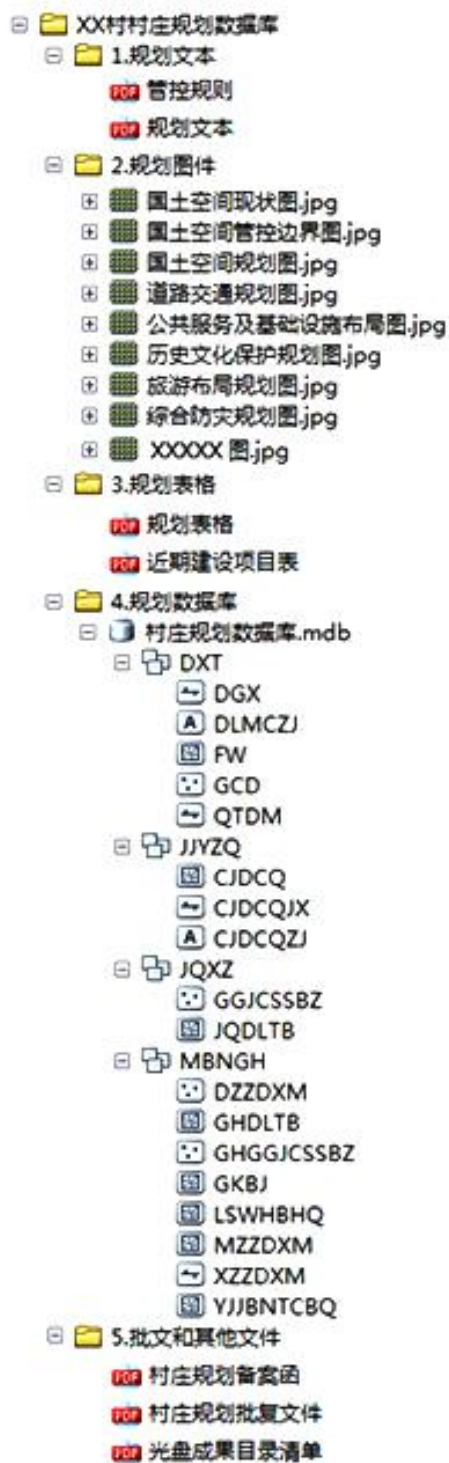 XX村村庄规划数据库
1.规划文本
PDF 管控规则
PDF 规划文本
2.规划图件
国土空间现状图.jpg
国土空间管控边界图.jpg
国土空间规划图.jpg
道路交通规划图.jpg
公共服务及基础设施布局图.jpg
历史文化保护规划图.jpg
旅游布局规划图.jpg
综合防灾规划图.jpg
XXXXX 图.jpg
3.规划表格
PDF 规划表格
PDF 近期建设项目表
4.规划数据库
村庄规划数据库.mdb
DXT
DGX
A DLMCZJ
FW
GCD
QTDM
JJYZQ
CJDCQ
CJDCQJX
A CJDCQZJ
JQXZ
GGJCSSBZ
JQDLTB
MBNGH
DZZDXM
GHDLTB
GHGGJCSSBZ
GKBJ
LSWHBHQ
MZZDXM
XZZDXM
YJJBNTCBQ
5.批文和其他文件
PDF 村庄规划备案函
PDF 村庄规划批复文件
PDF 光盘成果目录清单